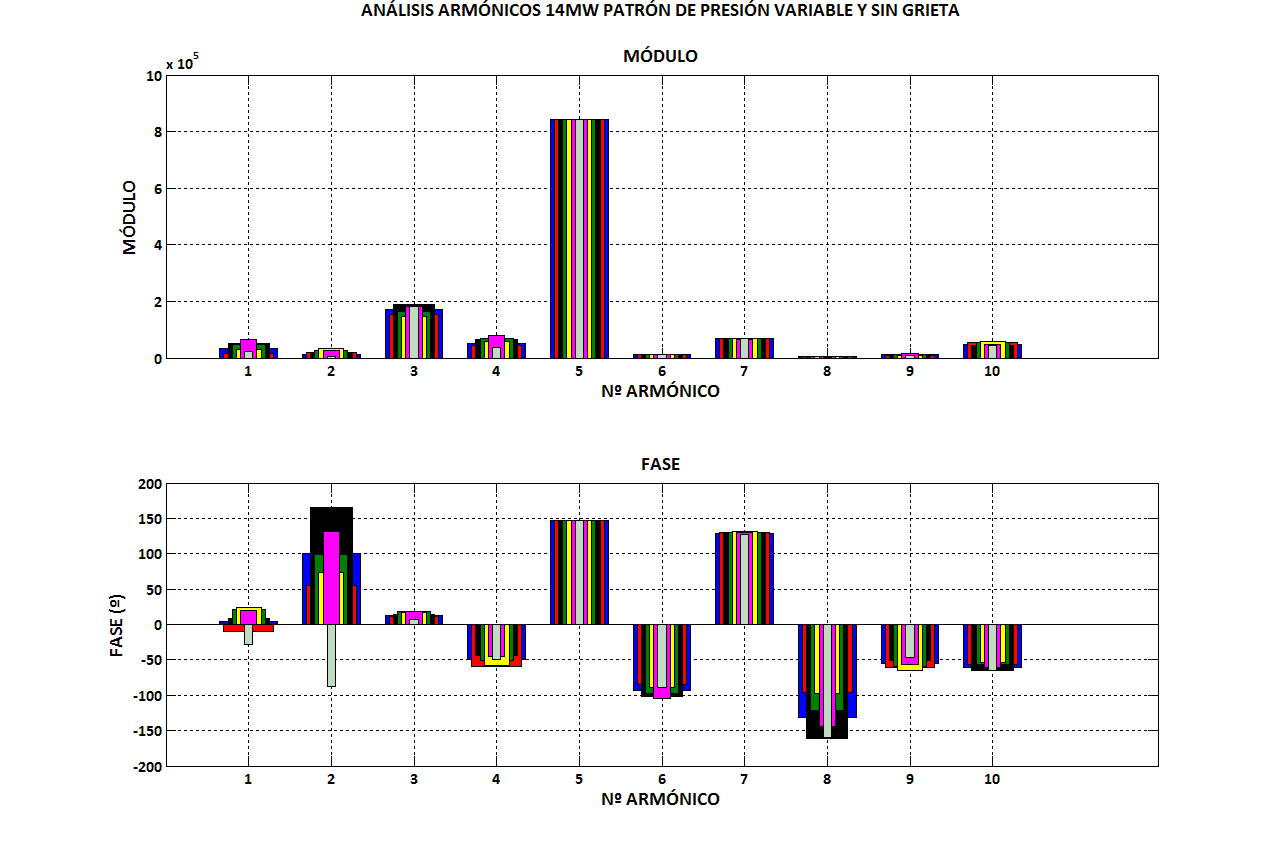 ANÁLISIS ARMÓNICOS 14MW PATRÓN DE PRESIÓN VARIABLE Y SIN GRIETA
MÓDULO
x 10^5
10
8
6
4
2
0
MÓDULO
1 2 3 4 5 6 7 8 9 10
Nº ARMÓNICO
FASE
200
150
100
50
0
-50
-100
-150
-200
FASE (º)
1 2 3 4 5 6 7 8 9 10
Nº ARMÓNICO